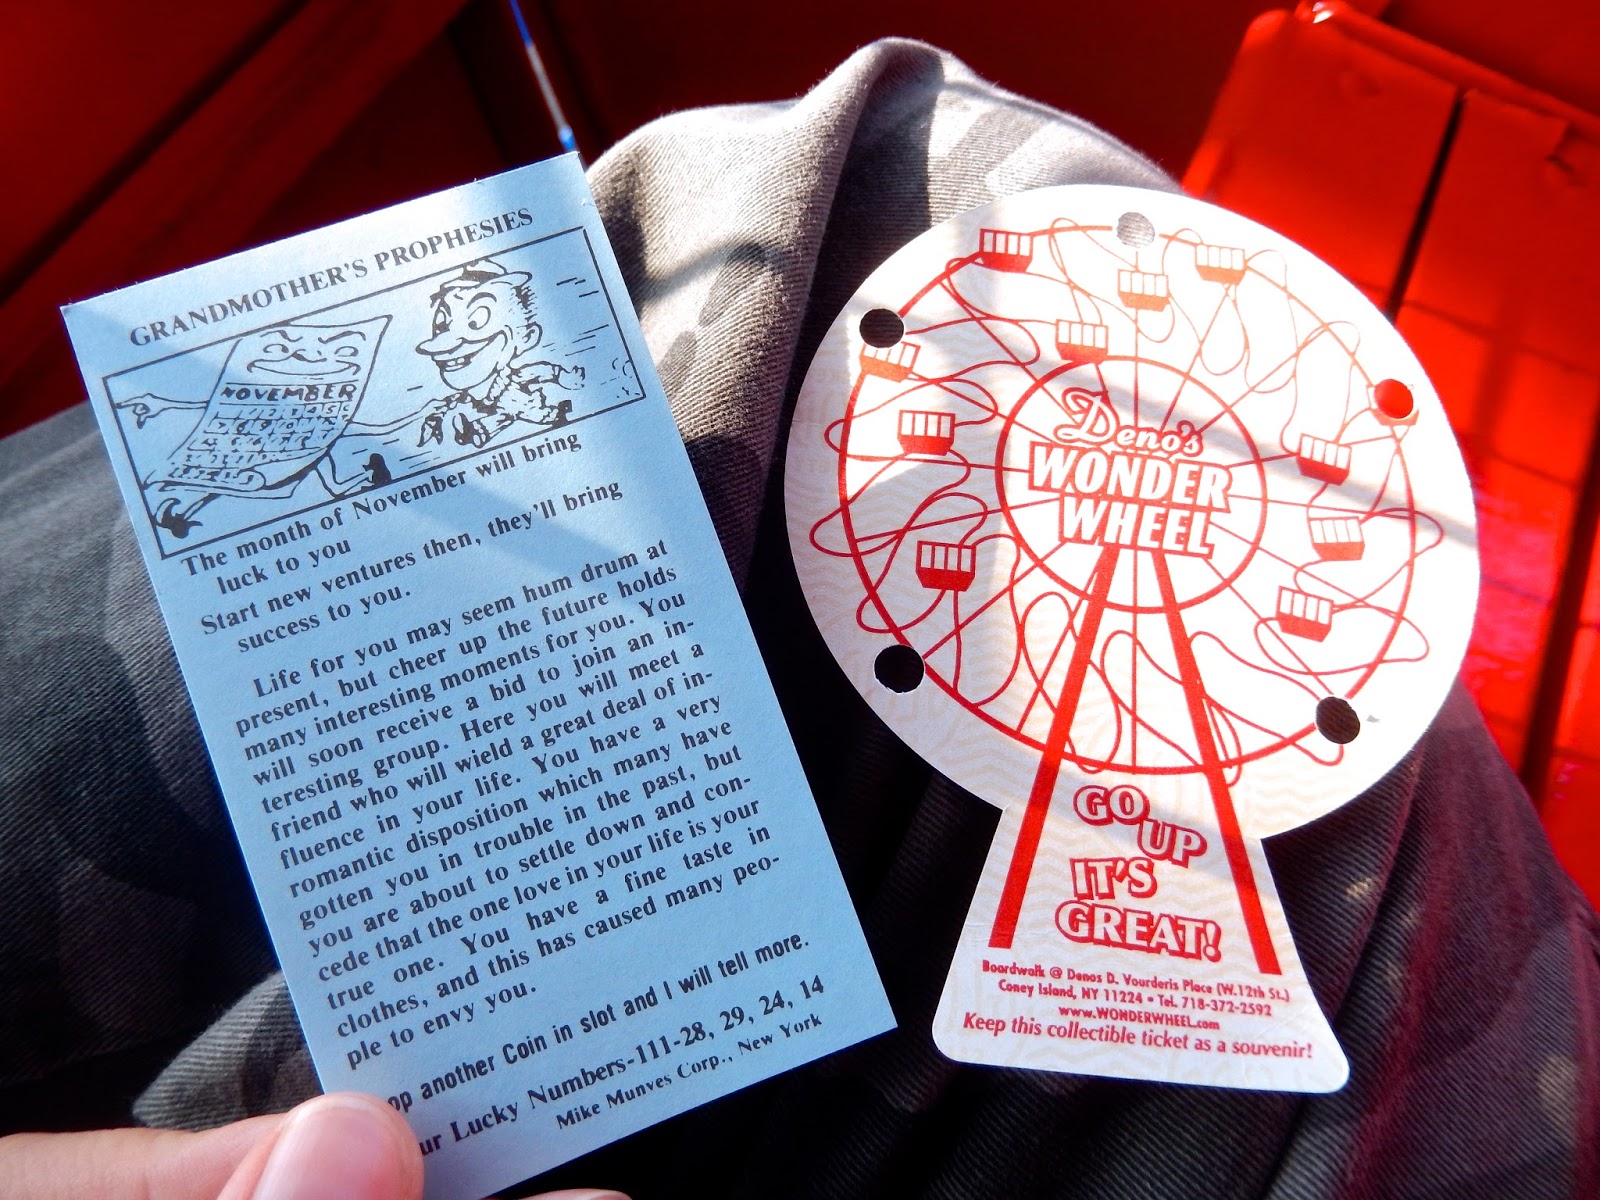 GRANDMOTHER'S PROPHESIES
NOVEMBER
The month of November will bring
luck to you
Start new ventures then, they'll bring
success to you.
Life for you may seem hum drum at
present, but cheer up the future holds
many interesting moments for you. You
will soon receive a bid to join an in-
teresting group. Here you will meet a
friend who will wield a great deal of in-
fluence in your life. You have a very
romantic disposition which many have
gotten you in trouble in the past, but
you are about to settle down and con-
cede that the one love in your life is your
true one. You have a fine taste in
clothes, and this has caused many peo-
ple to envy you.
op another Coin in slot and I will tell more.
ur Lucky Numbers-111-28, 29, 24, 14
Mike Munves Corp., New York
Deno's
WONDER
WHEEL
GO
UP
IT'S
GREAT!
Boardwalk @ Denos D. Vourderis Place (W.12th St.)
Coney Island, NY 11224 • Tel. 718-372-2592
www.WONDERWHEEL.com
Keep this collectible ticket as a souvenir!